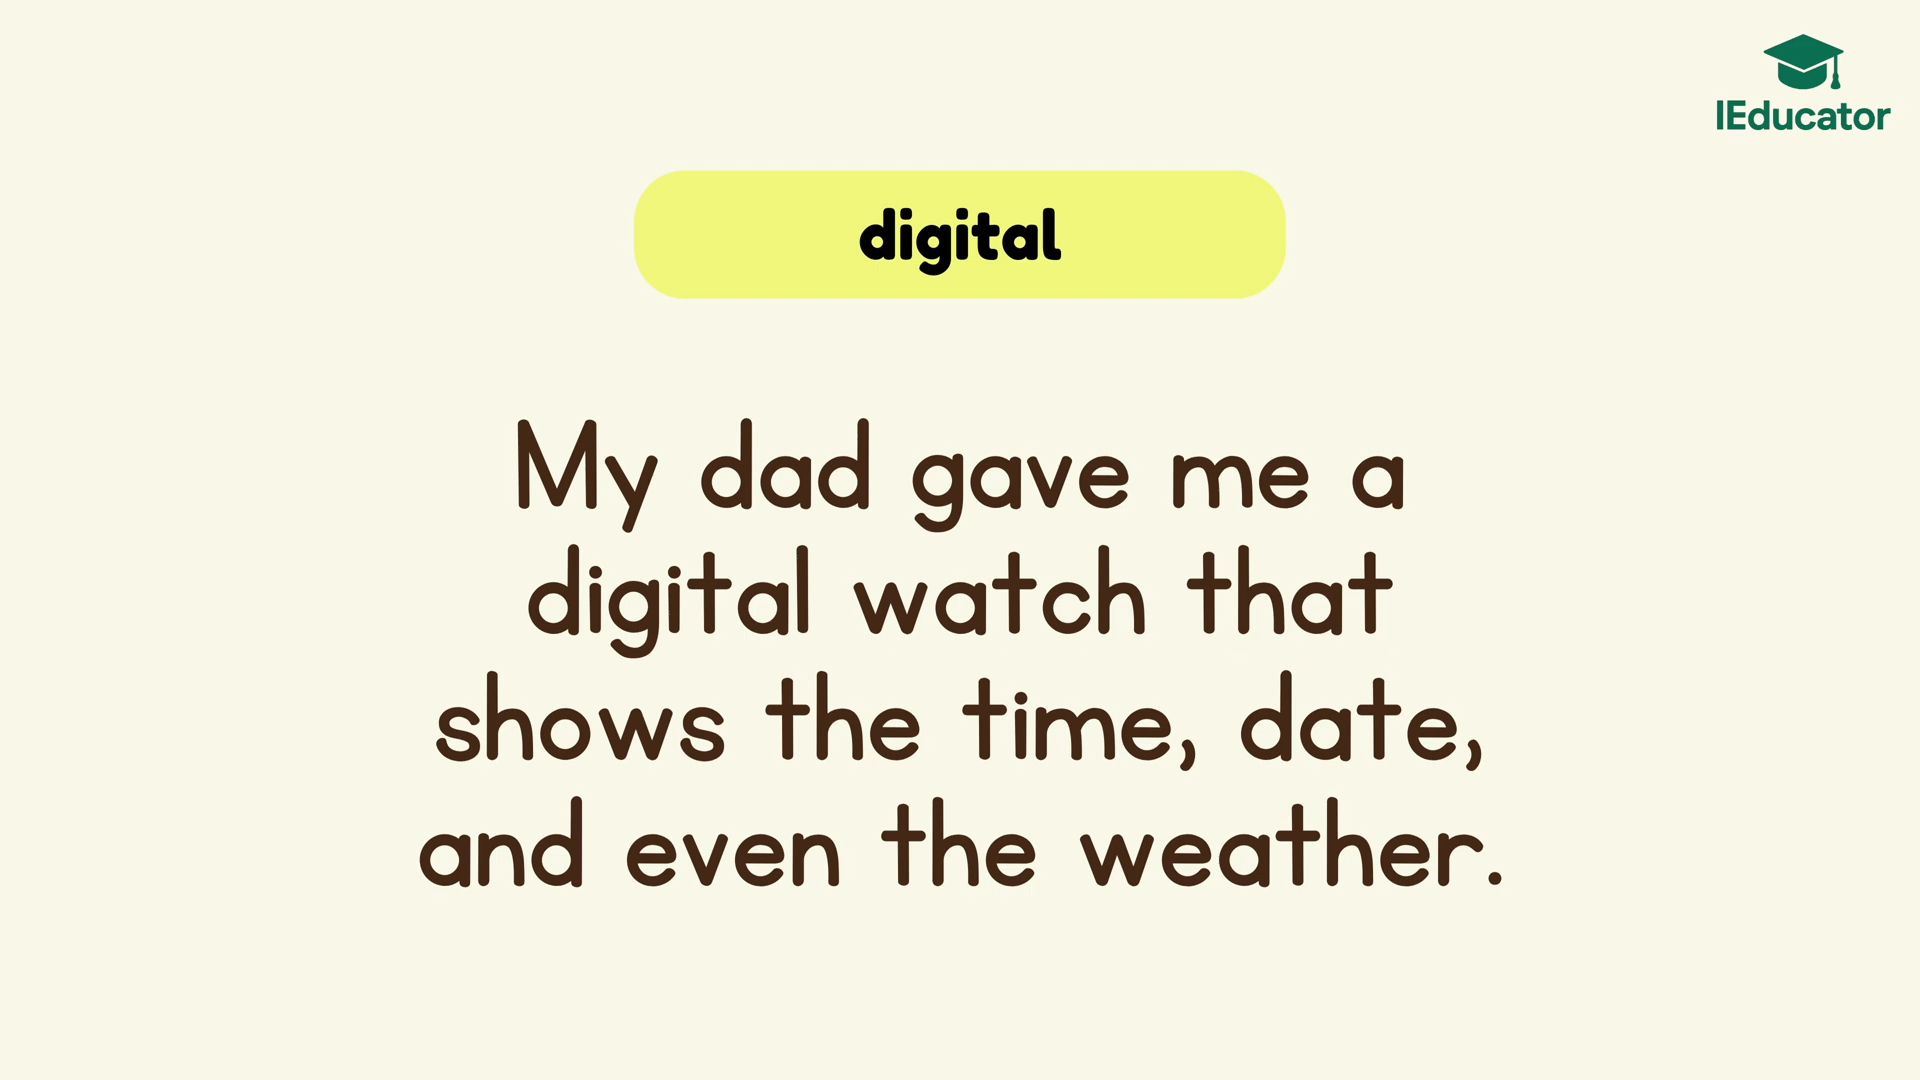 IEducator
digital
My dad gave me a
digital watch that
shows the time, date,
and even the weather.